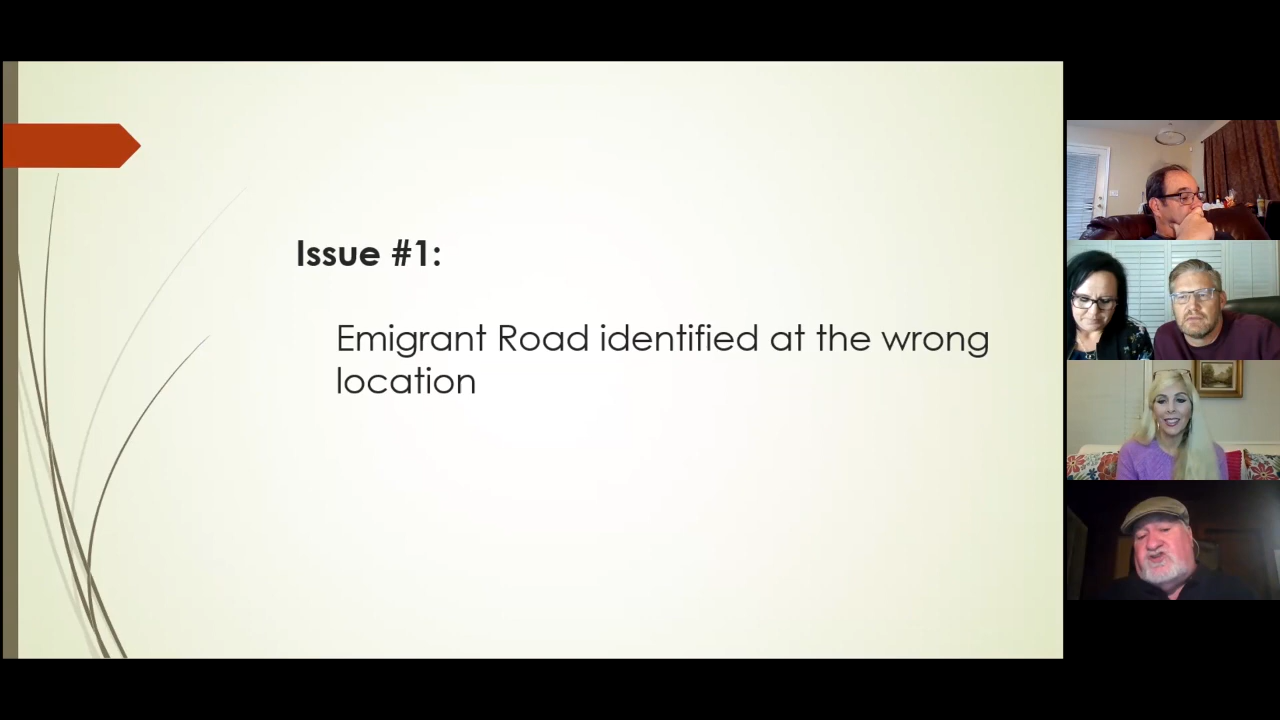 Issue #1:
Emigrant Road identified at the wrong
location